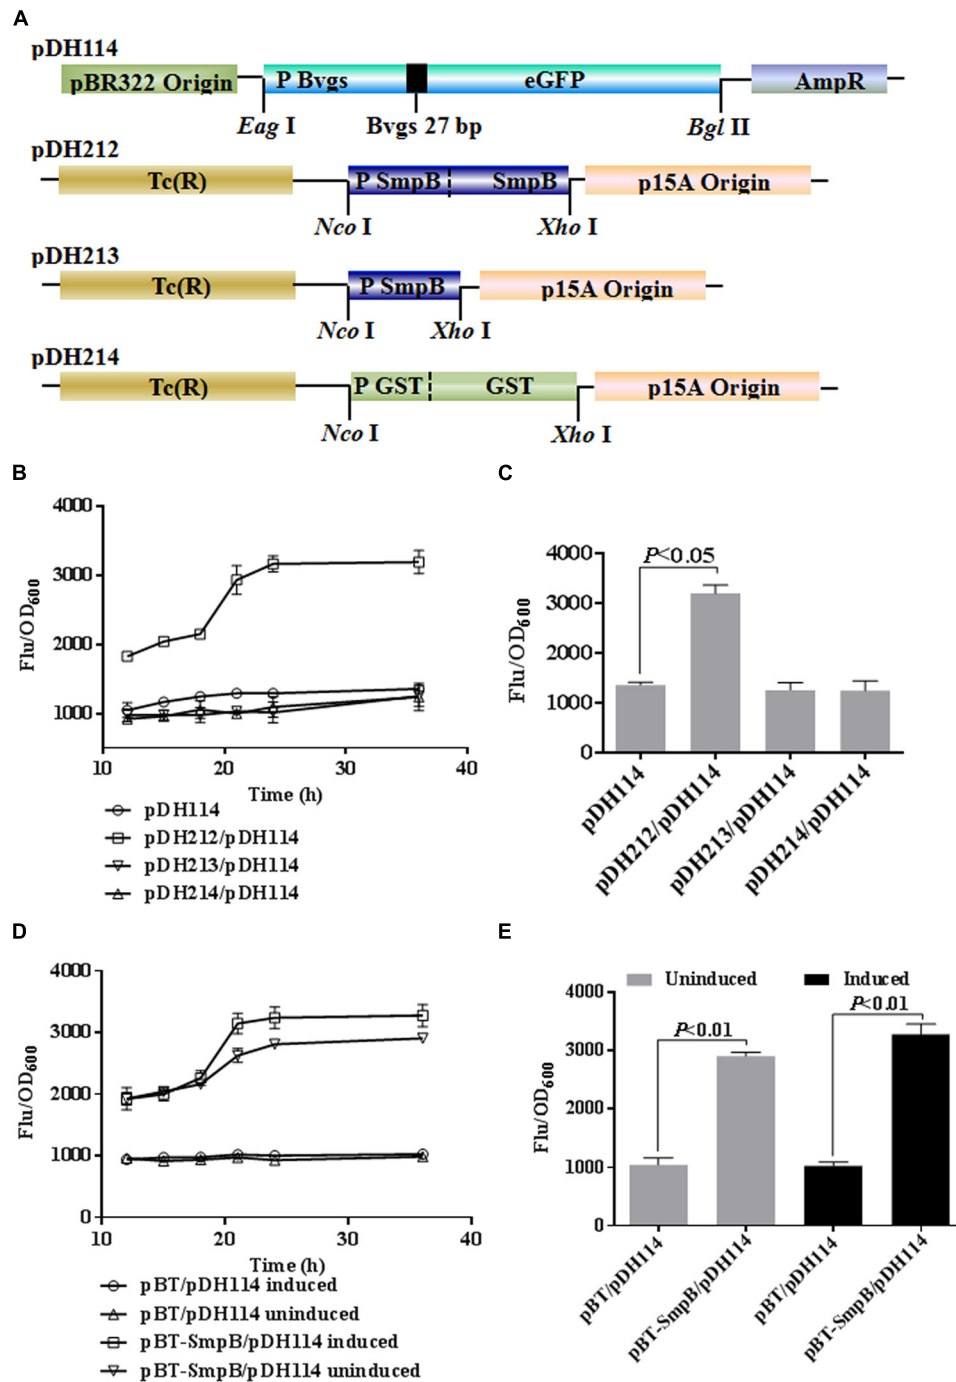 A
pDH114
pBR322 Origin P Bvgs eGFP AmpR
Eag I Bvgs 27 bp Bgl II
pDH212
Tc(R) P SmpB SmpB p15A Origin
Nco I Xho I
pDH213
Tc(R) P SmpB p15A Origin
Nco I Xho I
pDH214
Tc(R) P GST GST p15A Origin
Nco I Xho I
B
Flu/OD600
4000
3000
2000
1000
10 20 30 40
Time (h)
pDH114
pDH212/pDH114
pDH213/pDH114
pDH214/pDH114
C
Flu/OD600
4000
3000
2000
1000
0
P<0.05
pDH114
pDH212/pDH114
pDH213/pDH114
pDH214/pDH114
D
Flu/OD600
4000
3000
2000
1000
0
10 20 30 40
Time (h)
pBT/pDH114 induced
pBT/pDH114 uninduced
pBT-SmpB/pDH114 induced
pBT-SmpB/pDH114 uninduced
E
Uninduced Induced
Flu/OD600
4000
3000
2000
1000
0
P<0.01
P<0.01
pBT/pDH114
pBT-SmpB/pDH114
pBT/pDH114
pBT-SmpB/pDH114